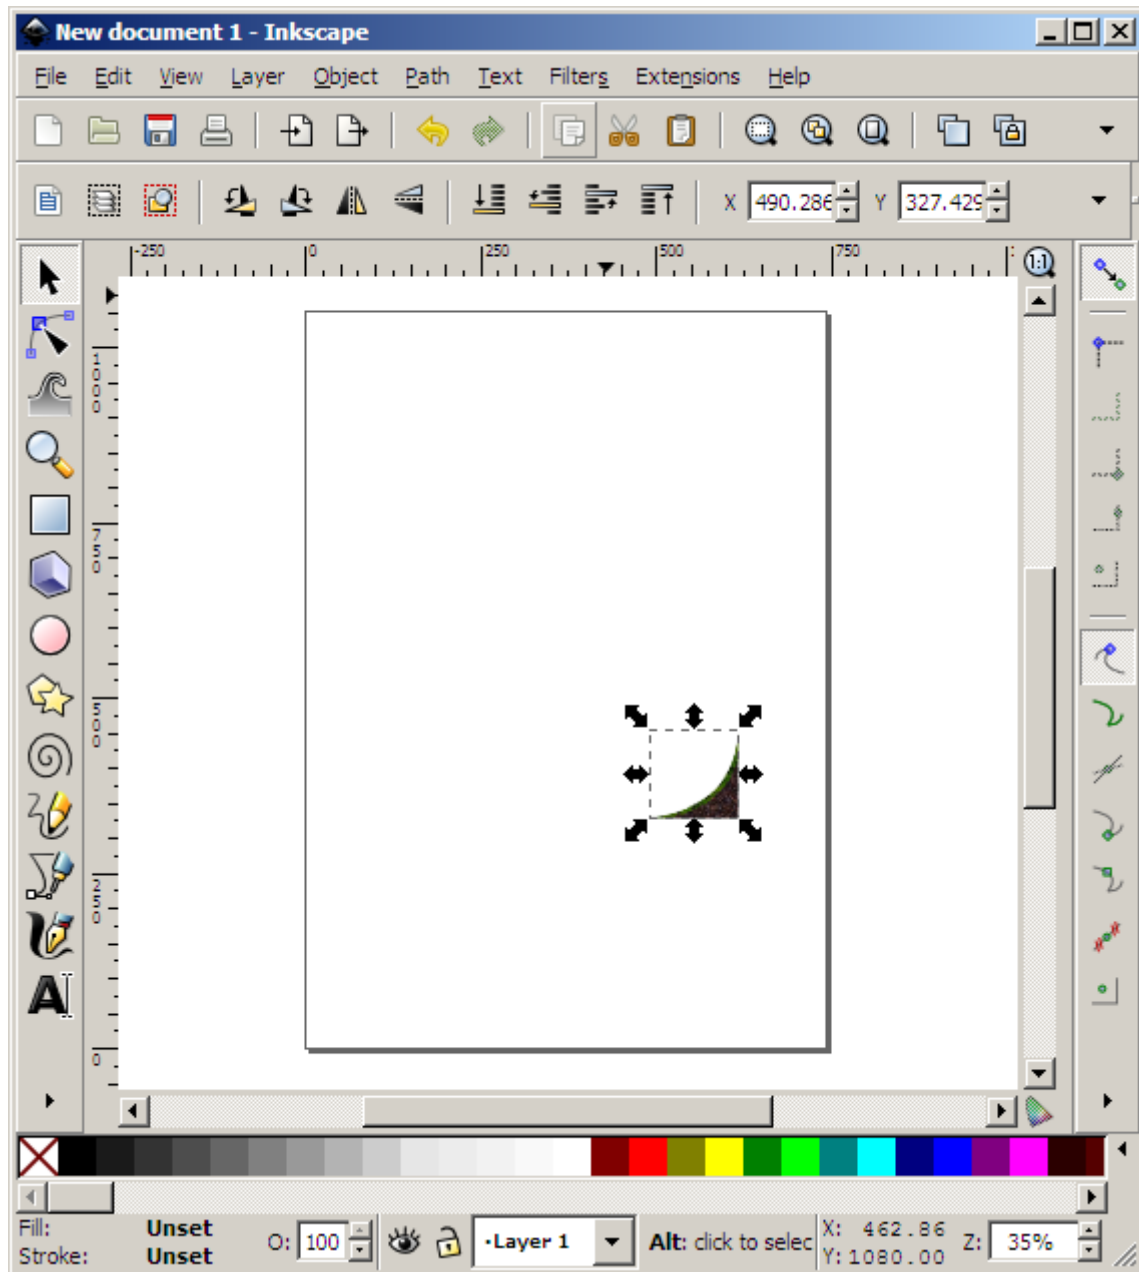 New document 1 - Inkscape
File Edit View Layer Object Path Text Filters Extensions Help
X 490.286 Y 327.429
-250 0 250 500 750
1:1
1000
750
500
250
0
A
Fill: Unset
Stroke: Unset
O: 100
•Layer 1
Alt: click to selec
X: 462.86
Y: 1080.00
Z: 35%